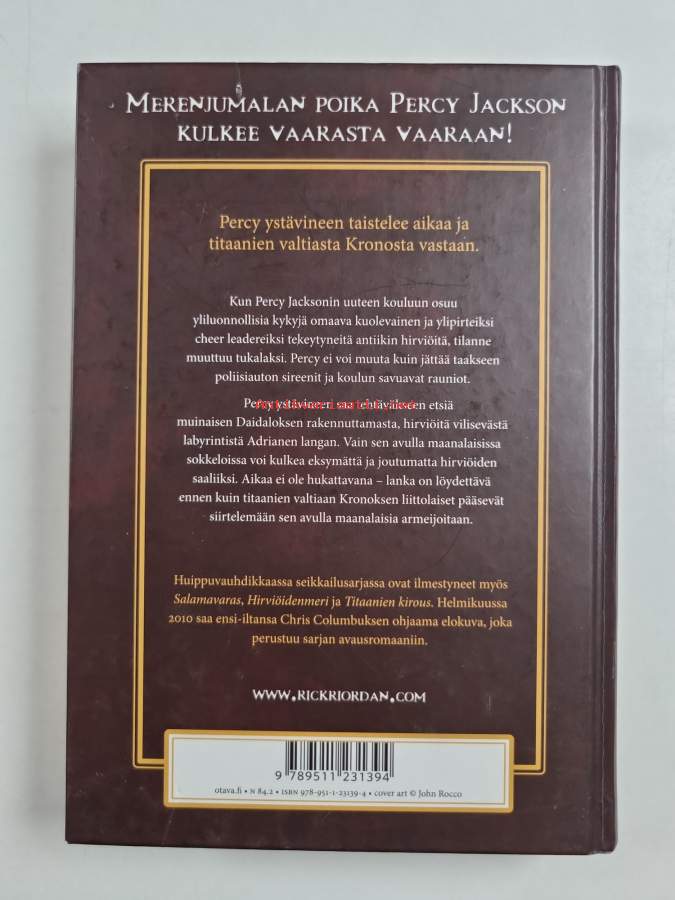 Merenjumalan poika Percy Jackson
kulkee vaarasta vaaraan!
Percy ystävineen taistelee aikaa ja
titaanien valtiasta Kronosta vastaan.
Kun Percy Jacksonin uuteen kouluun osuu
yliluonnollisia kykyjä omaava kuolevainen ja ylipirteiksi
cheer leadereiksi tekeytyneitä antiikin hirviöitä, tilanne
muuttuu tukalaksi. Percy ei voi muuta kuin jättää taakseen
poliisiauton sireenit ja koulun savuavat rauniot.
Percy ystävineen saa tehtäväkseen etsiä
muinaisen Daidaloksen rakennuttamasta, hirviöitä vilisevästä
labyrintistä Adrianen langan. Vain sen avulla maanalaisissa
sokkeloissa voi kulkea eksymättä ja joutumatta hirviöiden
saaliiksi. Aikaa ei ole hukattavana – lanka on löydettävä
ennen kuin titaanien valtiaan Kronoksen liittolaiset pääsevät
siirtelemään sen avulla maanalaisia armeijoitaan.
Huippuvauhdikkaassa seikkailusarjassa ovat ilmestyneet myös
Salamavaras, Hirviöidenmeri ja Titaanien kirous. Helmikuussa
2010 saa ensi-iltansa Chris Columbuksen ohjaama elokuva, joka
perustuu sarjan avausromaaniin.
www.rickriordan.com
9 789511 231394
otava.fi • N 84.2 • ISBN 978-951-1-23139-4 • cover art © John Rocco